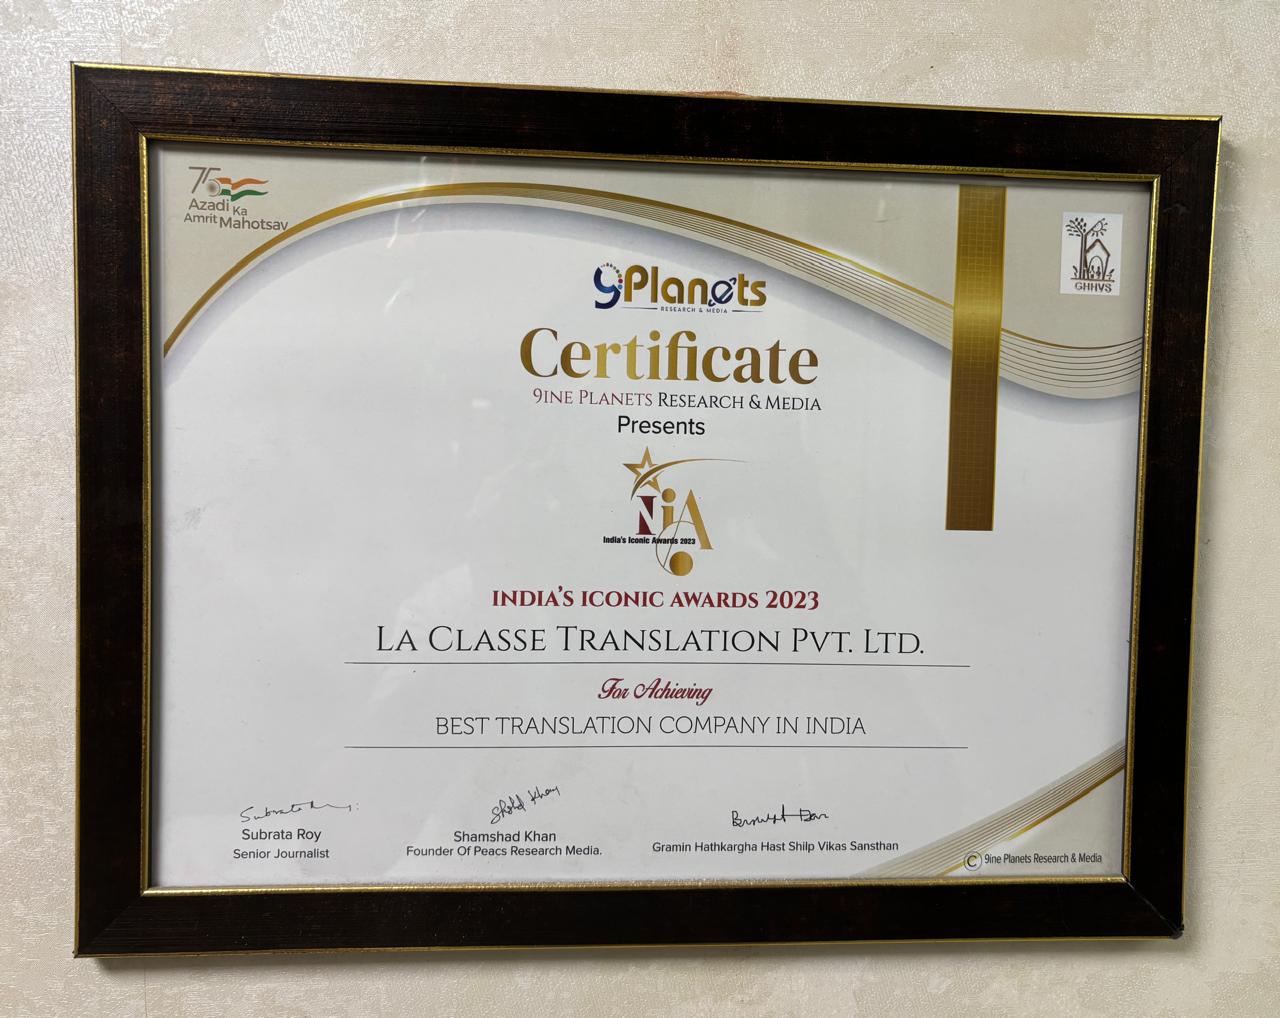 75
Azadi Ka
Amrit Mahotsav
GHHVS
9Planets
RESEARCH & MEDIA
Certificate
9INE PLANETS RESEARCH & MEDIA
Presents
NiA
India's Iconic Awards 2023
INDIA'S ICONIC AWARDS 2023
LA CLASSE TRANSLATION PVT. LTD.
For Achieving
BEST TRANSLATION COMPANY IN INDIA
Subrata Roy
Senior Journalist
Shamshad Khan
Founder Of Peacs Research Media.
Gramin Hathkargha Hast Shilp Vikas Sansthan
© 9ine Planets Research & Media